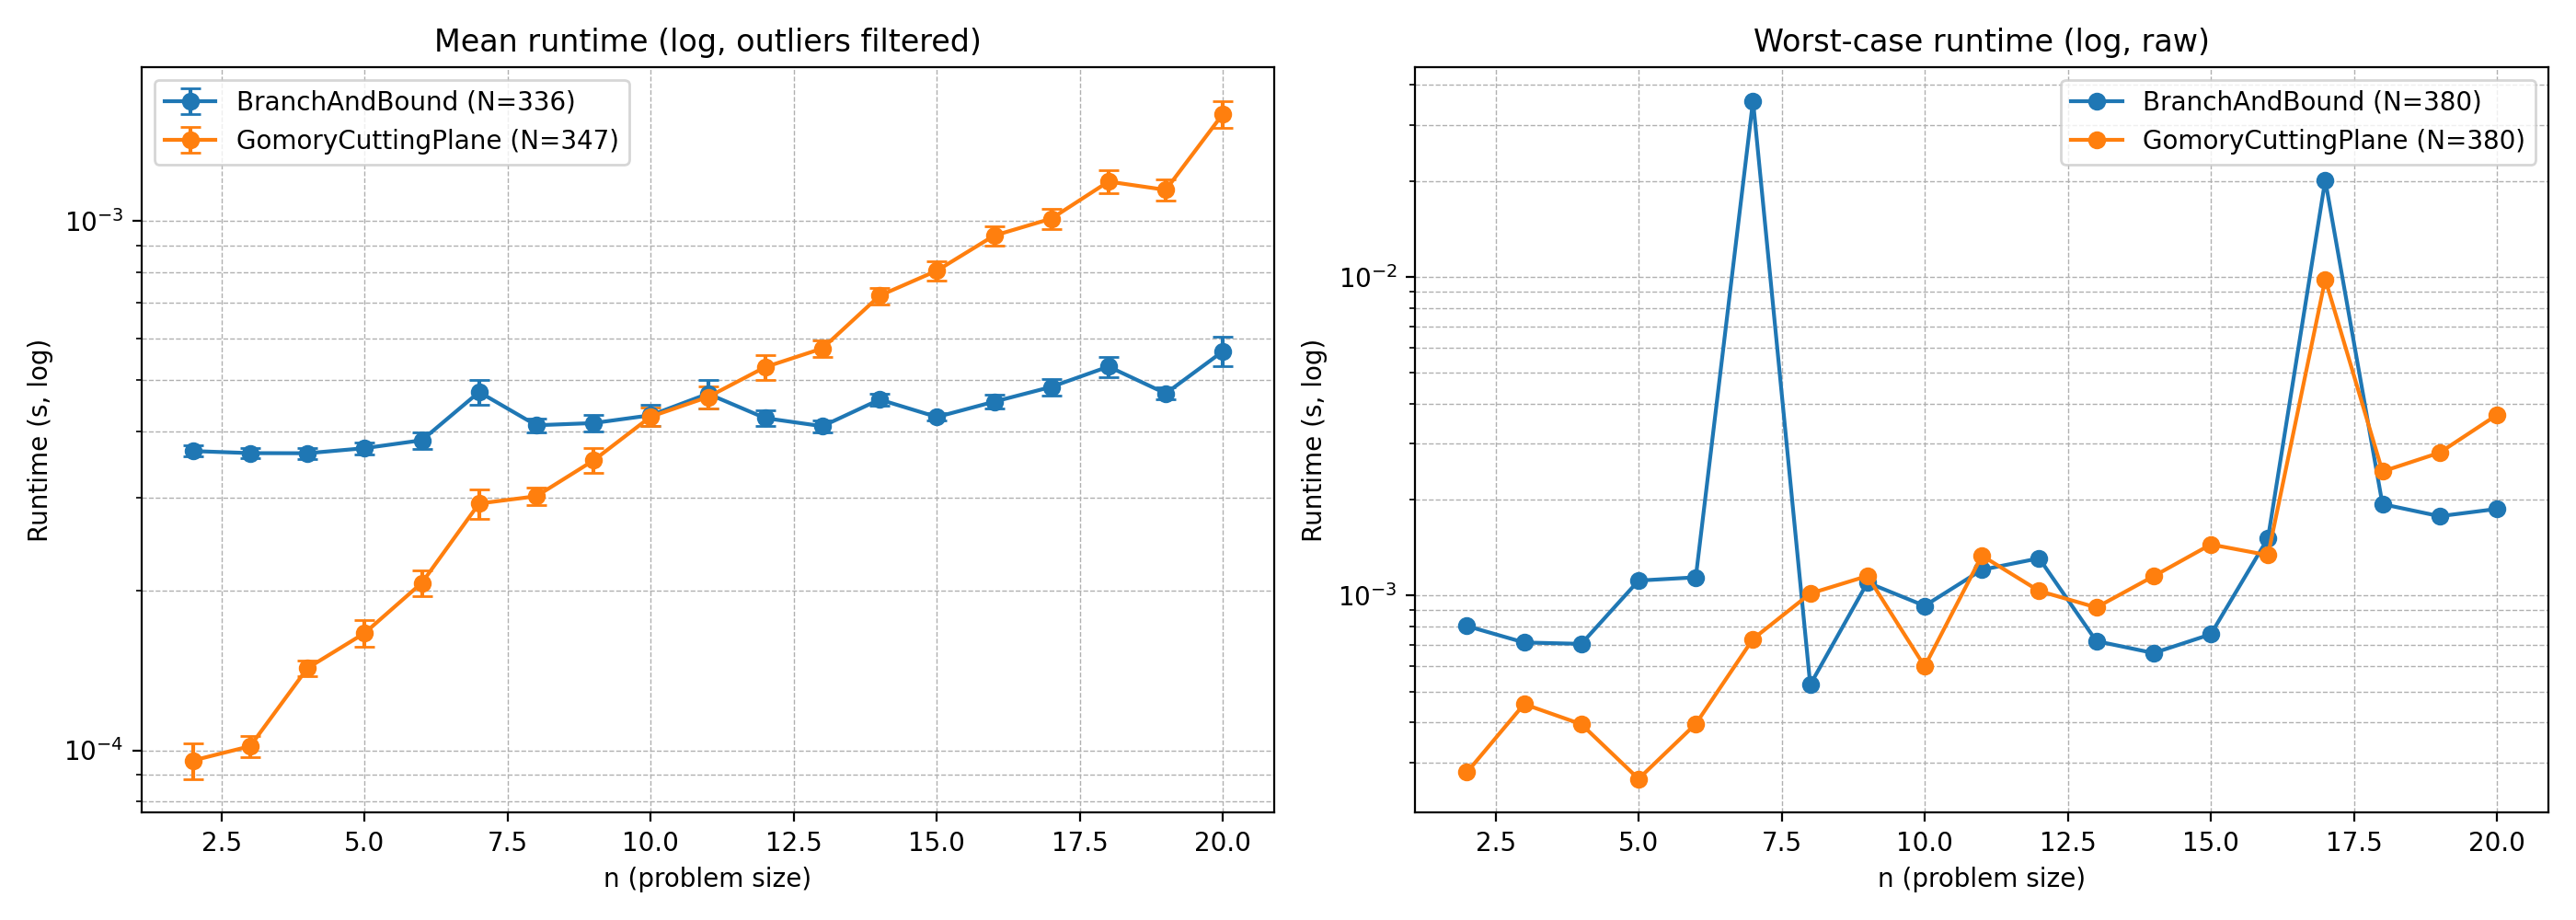 Mean runtime (log, outliers filtered)
BranchAndBound (N=336)
GomoryCuttingPlane (N=347)
Runtime (s, log)
10⁻³
10⁻⁴
2.5 5.0 7.5 10.0 12.5 15.0 17.5 20.0
n (problem size)
Worst-case runtime (log, raw)
BranchAndBound (N=380)
GomoryCuttingPlane (N=380)
Runtime (s, log)
10⁻²
10⁻³
2.5 5.0 7.5 10.0 12.5 15.0 17.5 20.0
n (problem size)